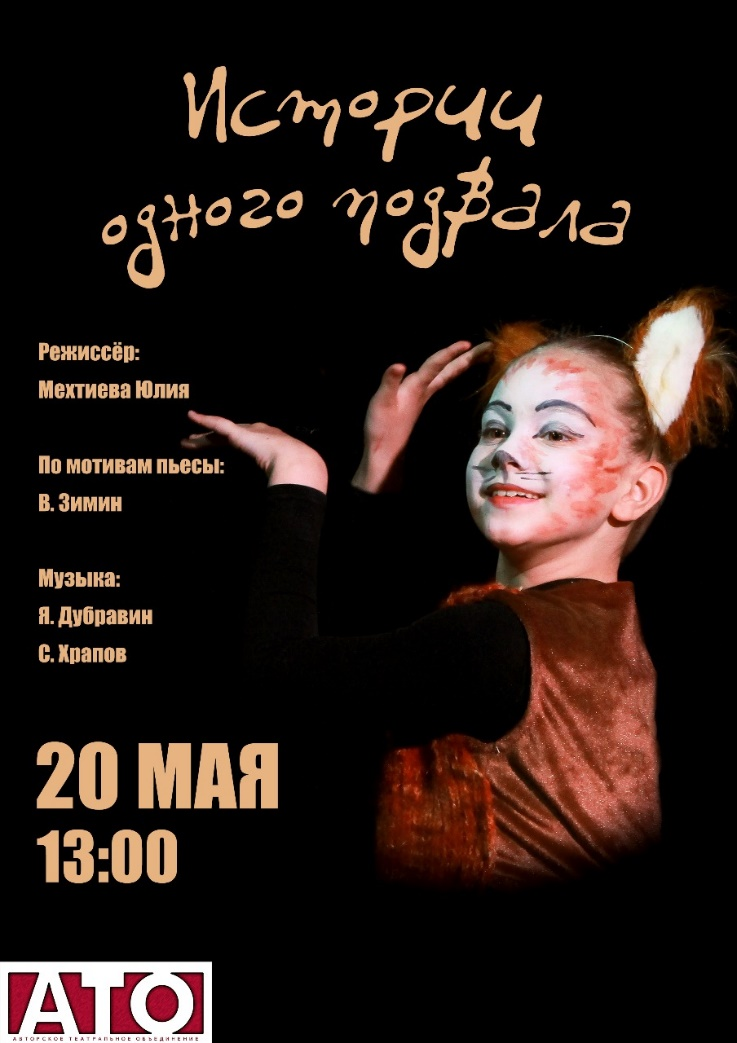 Истории
одного подвала
Режиссёр:
Мехтиева Юлия
По мотивам пьесы:
В. Зимин
Музыка:
Я. Дубравин
С. Храпов
20 МАЯ
13:00
АТО
АВТОРСКОЕ ТЕАТРАЛЬНОЕ ОБЪЕДИНЕНИЕ